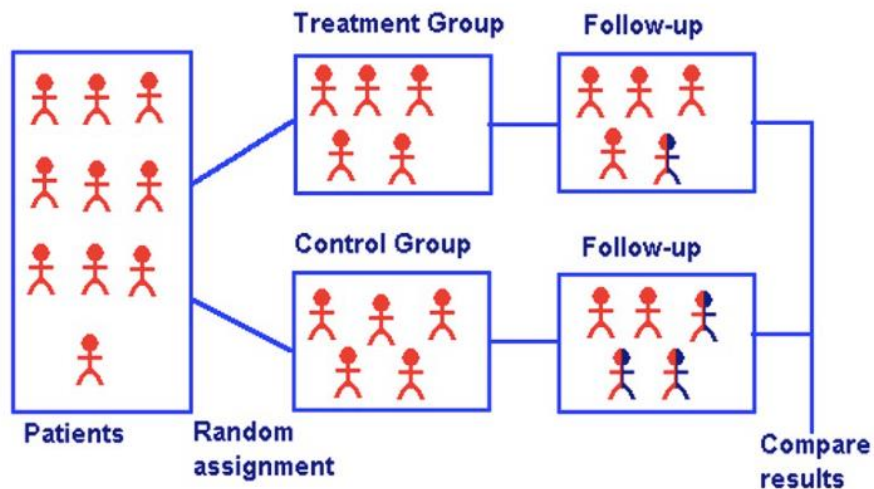 Treatment Group
Follow-up
Control Group
Follow-up
Patients
Random
assignment
Compare
results